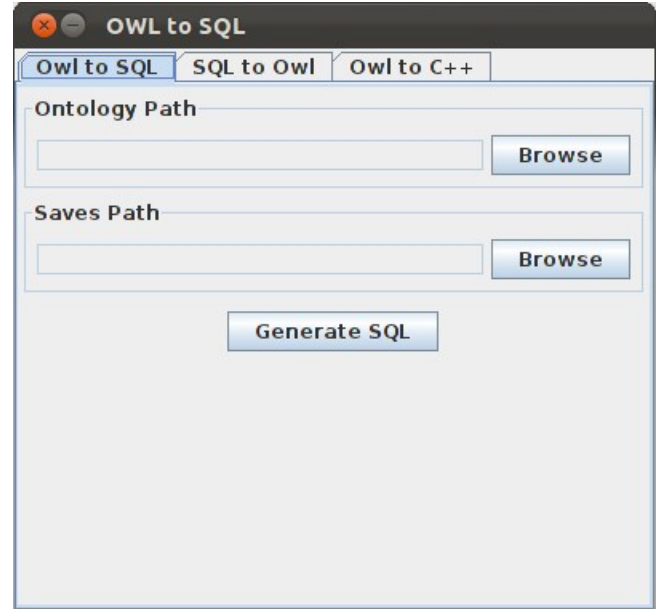 OWL to SQL
Owl to SQL SQL to Owl Owl to C++
Ontology Path
Browse
Saves Path
Browse
Generate SQL